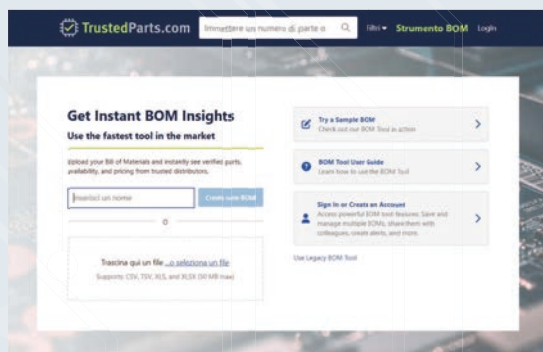 TrustedParts.com
Immettere un numero di parte o
Filtri
Strumento BOM
Login
Get Instant BOM Insights
Use the fastest tool in the market
Upload your Bill of Materials and instantly see verified parts,
availability, and pricing from trusted distributors.
Inserisci un nome
Create new BOM
O
Trascina qui un file ...o seleziona un file
Supports: CSV, TSV, XLS, and XLSX (50 MB max)
Try a Sample BOM
Check out our BOM Tool in action
BOM Tool User Guide
Learn how to use the BOM Tool
Sign In or Create an Account
Access powerful BOM tool features. Save and
manage multiple BOMs, share them with
colleagues, create alerts, and more.
Use Legacy BOM Tool